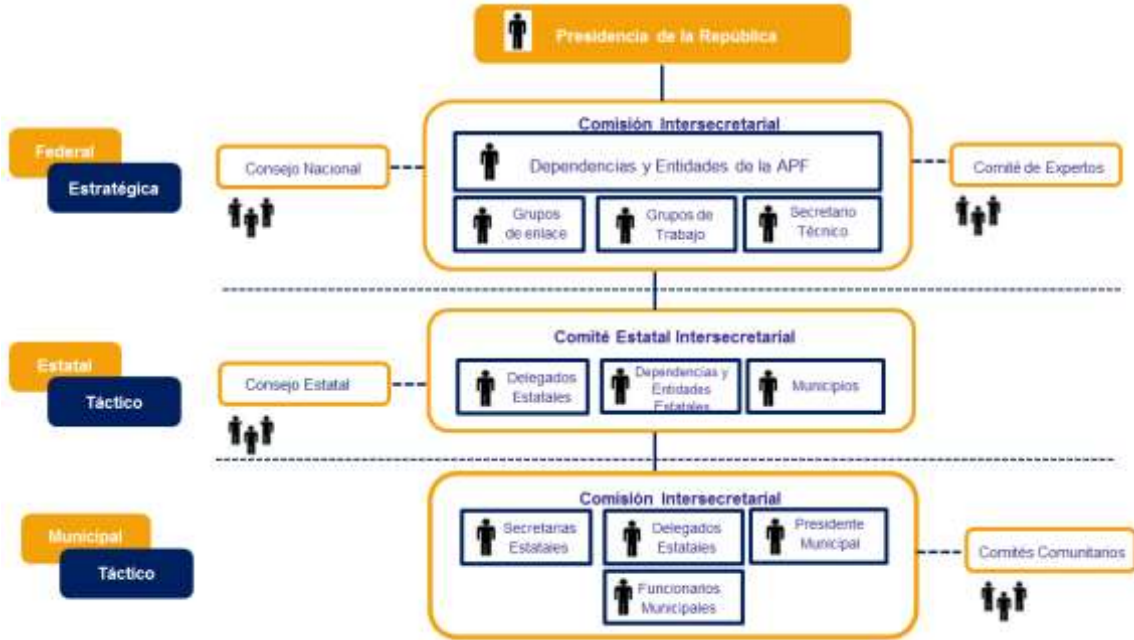 Presidencia de la República
Federal
Estratégica
Consejo Nacional
Comisión Intersecretarial
Dependencias y Entidades de la APF
Grupos
de enlace
Grupos de
Trabajo
Secretario
Técnico
Comité de Expertos
Estatal
Táctico
Consejo Estatal
Comité Estatal Intersecretarial
Delegados
Estatales
Dependencias y
Entidades
Estatales
Municipios
Municipal
Táctico
Comisión Intersecretarial
Secretarias
Estatales
Delegados
Estatales
Presidente
Municipal
Funcionarios
Municipales
Comités Comunitarios